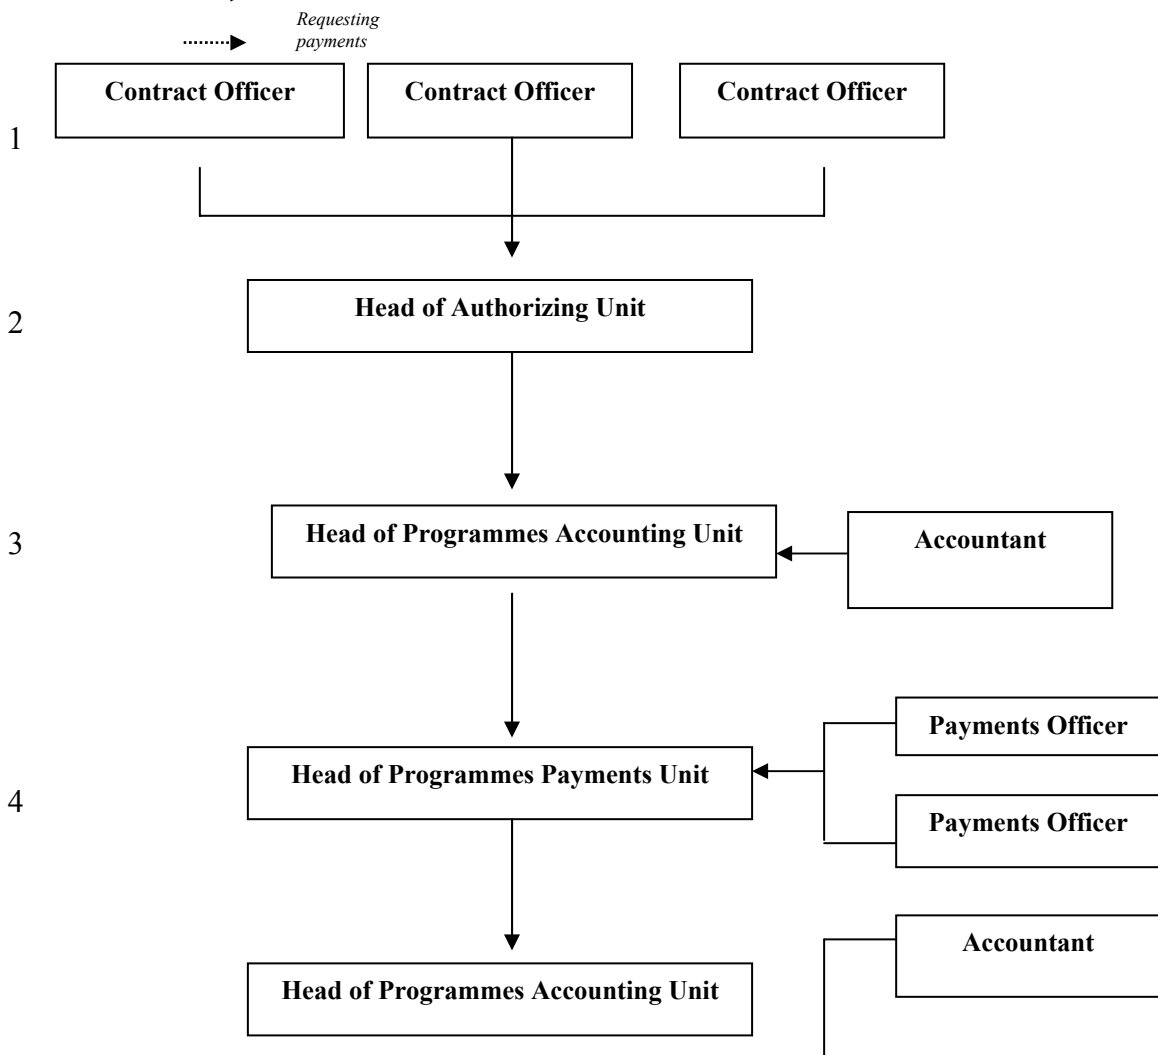 Requesting
payments
Contract Officer
Contract Officer
Contract Officer
1
Head of Authorizing Unit
2
Head of Programmes Accounting Unit
Accountant
3
Payments Officer
Head of Programmes Payments Unit
4
Payments Officer
Accountant
Head of Programmes Accounting Unit